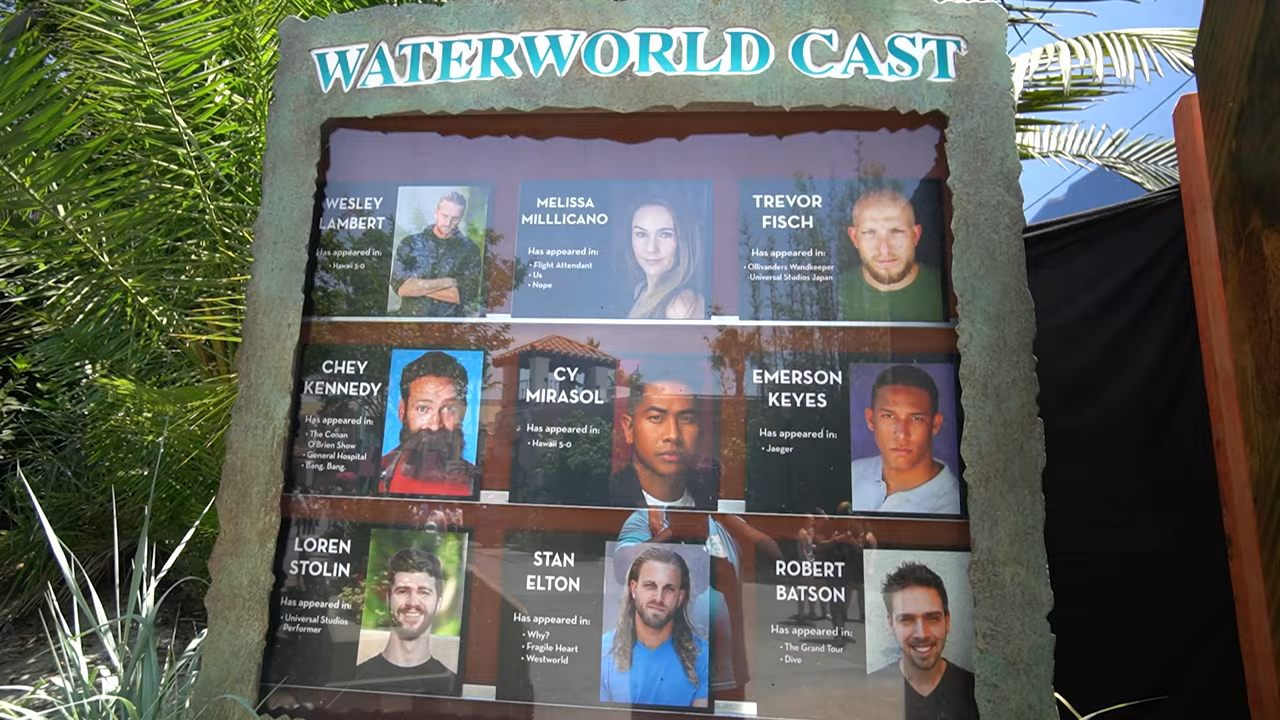 WATERWORLD CAST
WESLEY
LAMBERT
Has appeared in:
• Hawaii 5-0
MELISSA
MILLLICANO
Has appeared in:
• Flight Attendant
• Us
• Nope
TREVOR
FISCH
Has appeared in:
• Ollivanders Wandkeeper
•Universal Studios Japan
CHEY
KENNEDY
Has appeared in:
• The Conan
O'Brien Show
• General Hospital
• Bang, Bang,
CY
MIRASOL
Has appeared in:
• Hawaii 5-0
EMERSON
KEYES
Has appeared in:
• Jaeger
LOREN
STOLIN
Has appeared in:
• Universal Studios
Performer
STAN
ELTON
Has appeared in:
• Why?
• Fragile Heart
• Westworld
ROBERT
BATSON
Has appeared in:
• The Grand Tour
• Dive